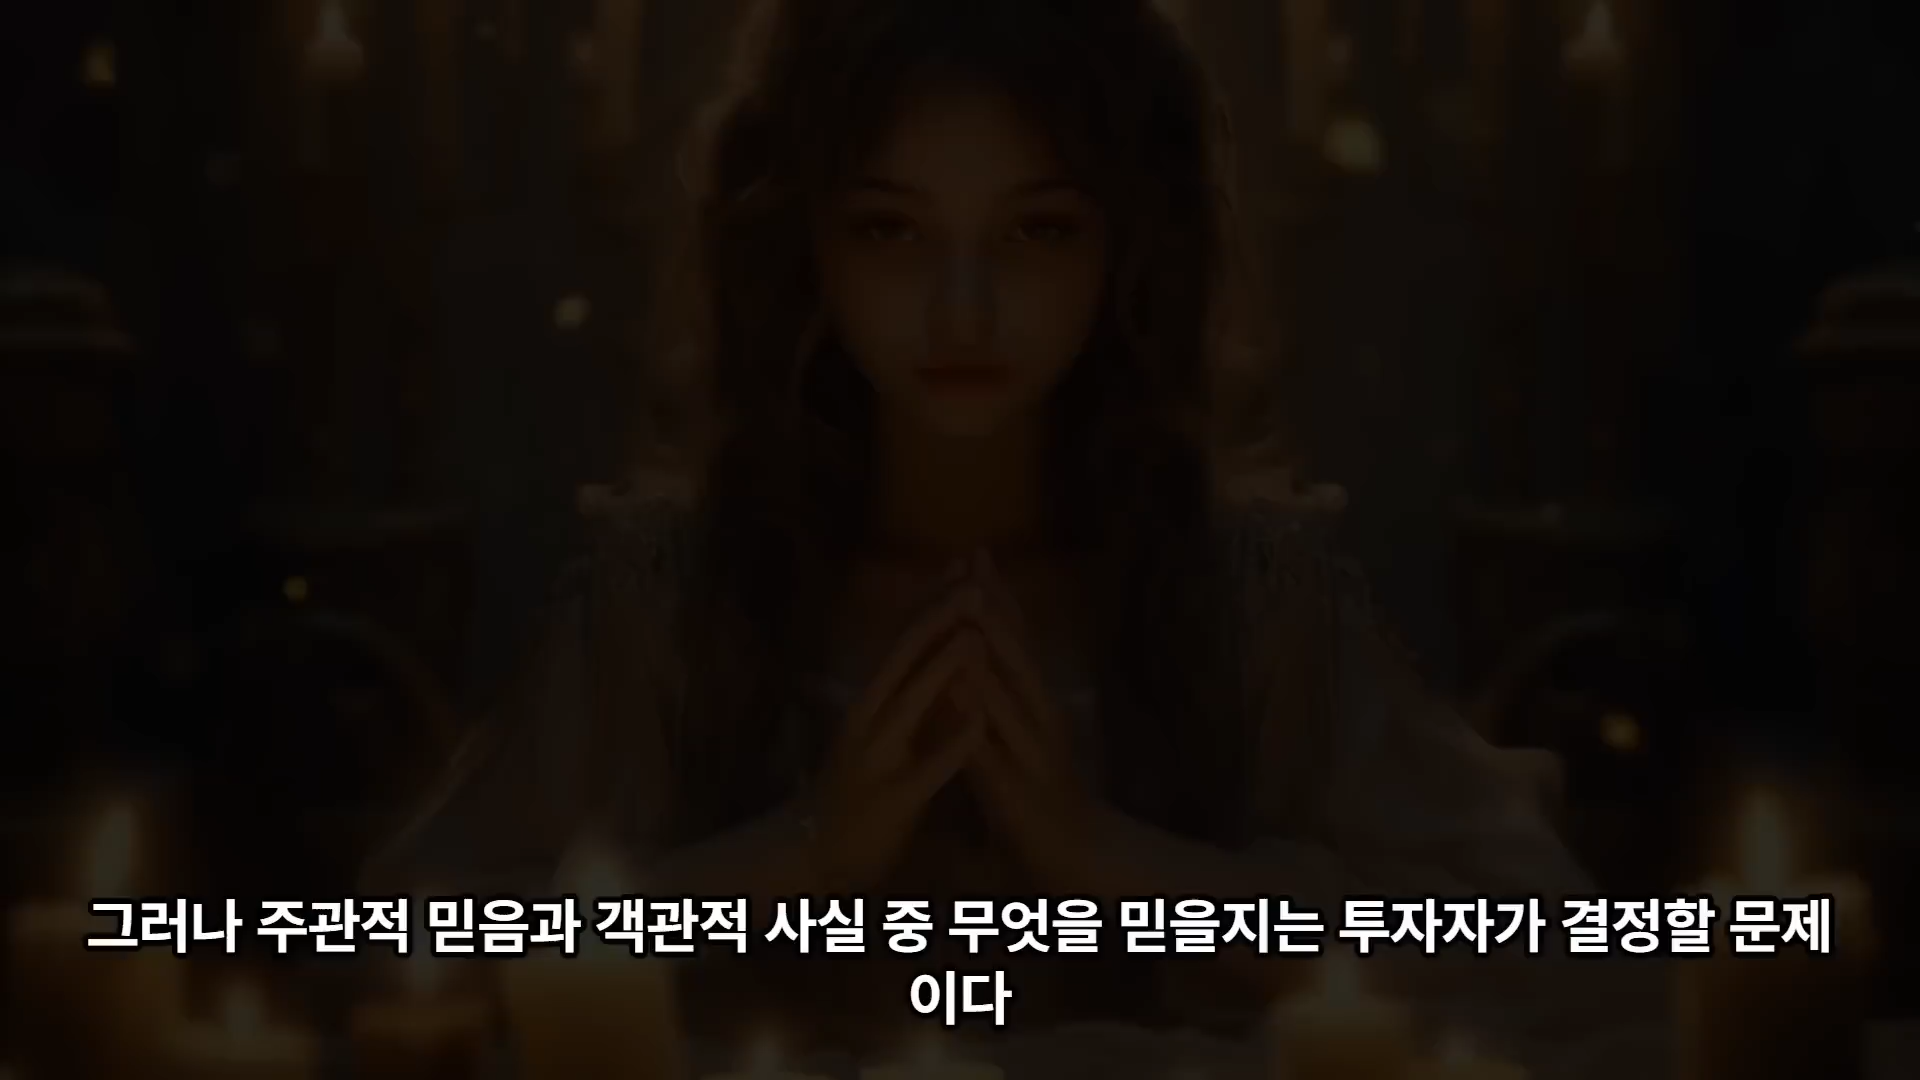 그러나 주관적 믿음과 객관적 사실 중 무엇을 믿을지는 투자자가 결정할 문제
이다